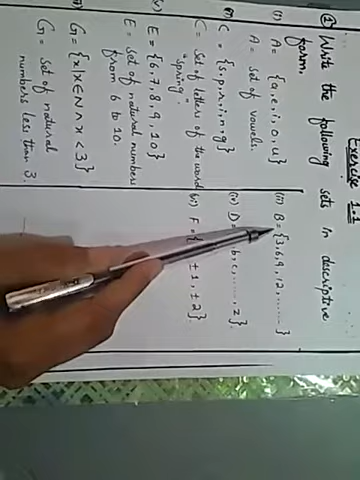 Exercise 1.1
① Write the following sets in descriptive
form.
(i) A = {a,e,i,o,u}
A = set of vowels.
(ii) B = {3,6,9,12,......}
(iii) C = {s,p,r,i,n,g}
C = set of letters of the word
"spring".
(iv) D= b,c,....,z}.
(v) E = {6,7,8,9,10}
E = set of natural numbers
from 6 to 10.
F = { ±1,±2}.
G = {x|x∈N∧x<3}
G = set of natural
numbers less than 3.